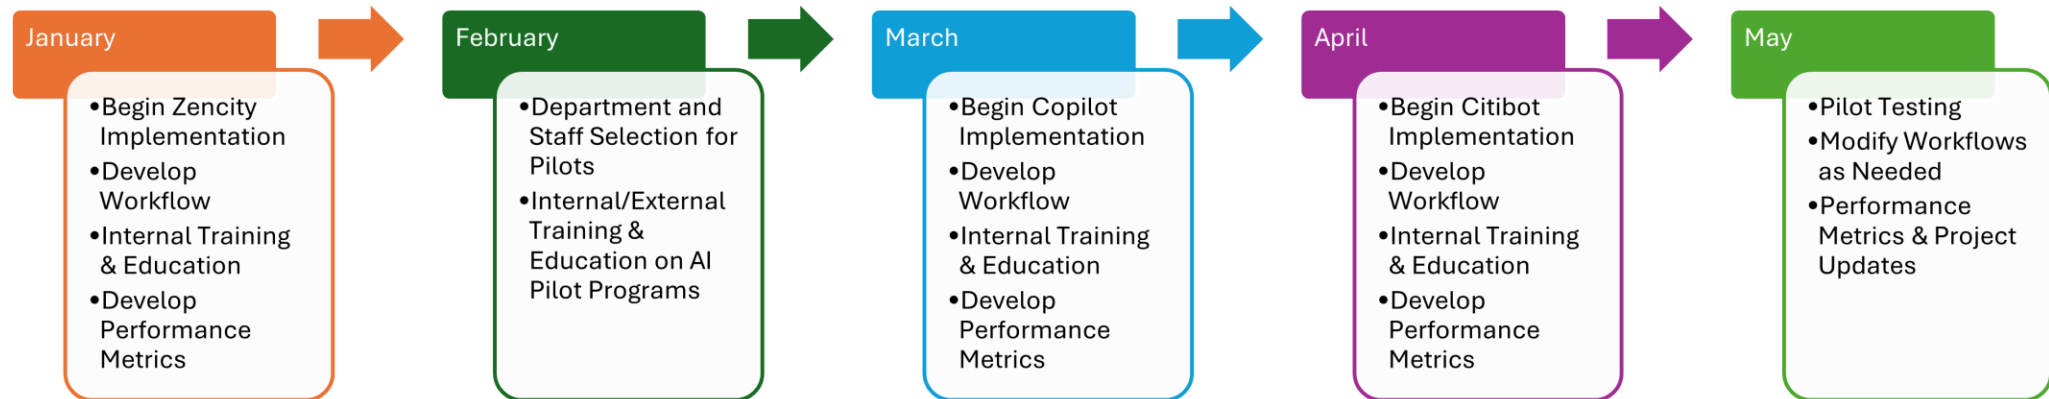 January
•Begin Zencity
Implementation
•Develop
Workflow
•Internal Training
& Education
•Develop
Performance
Metrics
February
•Department and
Staff Selection for
Pilots
•Internal/External
Training &
Education on AI
Pilot Programs
March
•Begin Copilot
Implementation
•Develop
Workflow
•Internal Training
& Education
•Develop
Performance
Metrics
April
•Begin Citibot
Implementation
•Develop
Workflow
•Internal Training
& Education
•Develop
Performance
Metrics
May
•Pilot Testing
•Modify Workflows
as Needed
•Performance
Metrics & Project
Updates